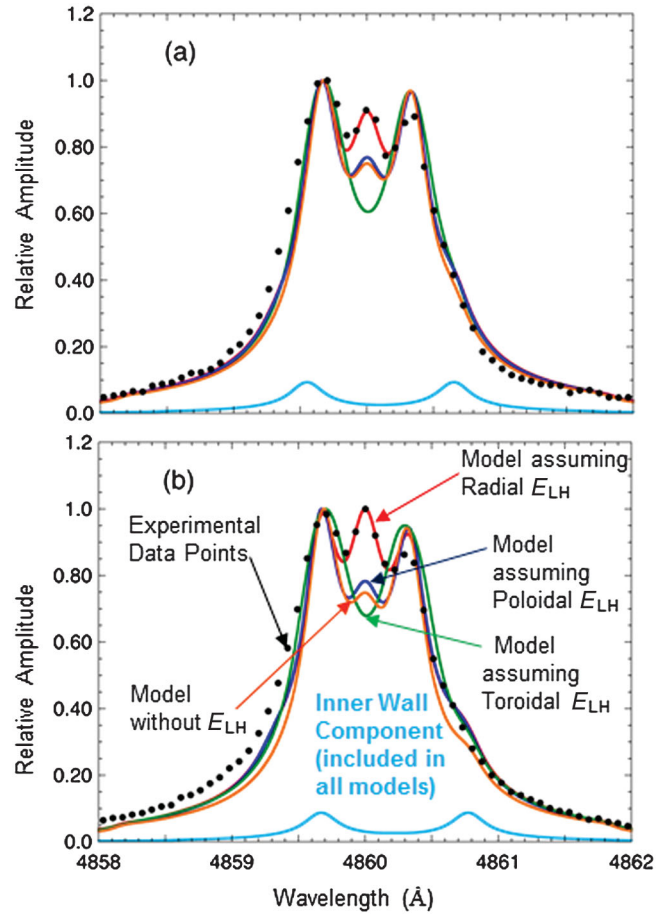 1.2
(a)
1.0
0.80
0.60
0.40
0.20
0.0
Relative Amplitude
1.2
(b)
1.0
0.80
0.60
0.40
0.20
0.0
Relative Amplitude
Model assuming
Radial E_LH
Experimental
Data Points
Model
assuming
Poloidal E_LH
Model
assuming
Toroidal E_LH
Model
without E_LH
Inner Wall
Component
(included in
all models)
4858 4859 4860 4861 4862
Wavelength (Å)